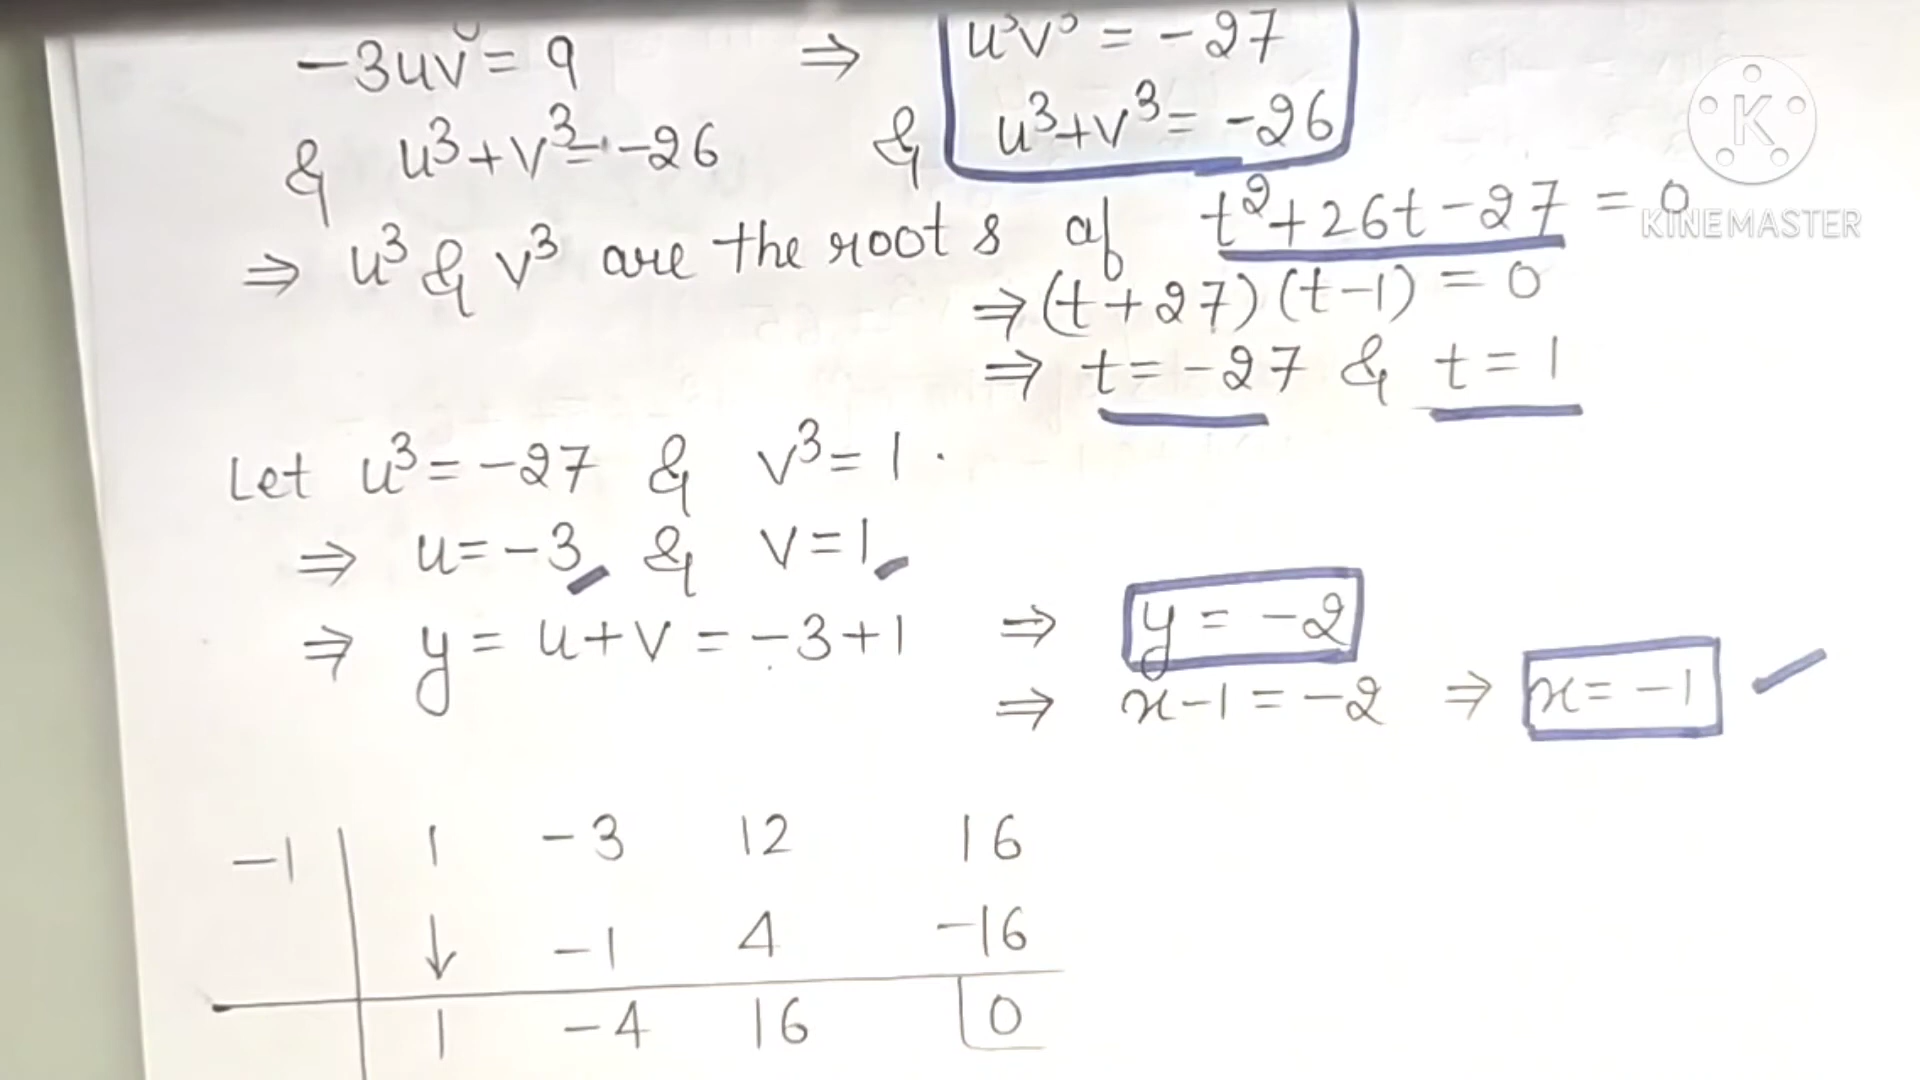 -3uv = 9 ⇒ u³v³ = -27
& u³+v³ = -26 & u³+v³ = -26
⇒ u³ & v³ are the roots of t²+26t-27 = 0
⇒ (t+27)(t-1) = 0
⇒ t = -27 & t = 1
Let u³ = -27 & v³ = 1.
⇒ u = -3 & v = 1
⇒ y = u+v = -3+1 ⇒ y = -2
⇒ x-1 = -2 ⇒ x = -1
-1 | 1 -3 12 16
↓ -1 4 -16
1 -4 16 0
K
KINEMASTER